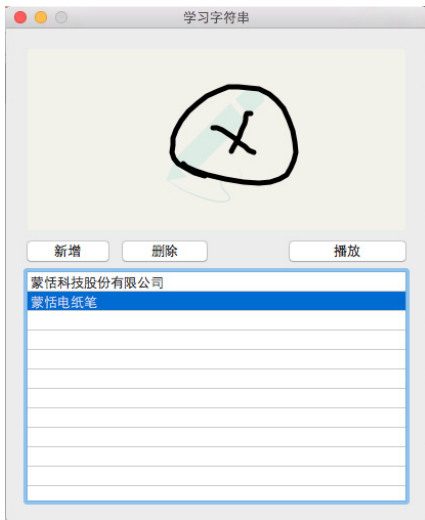 学习字符串
新增 删除 播放
蒙恬科技股份有限公司
蒙恬电纸笔